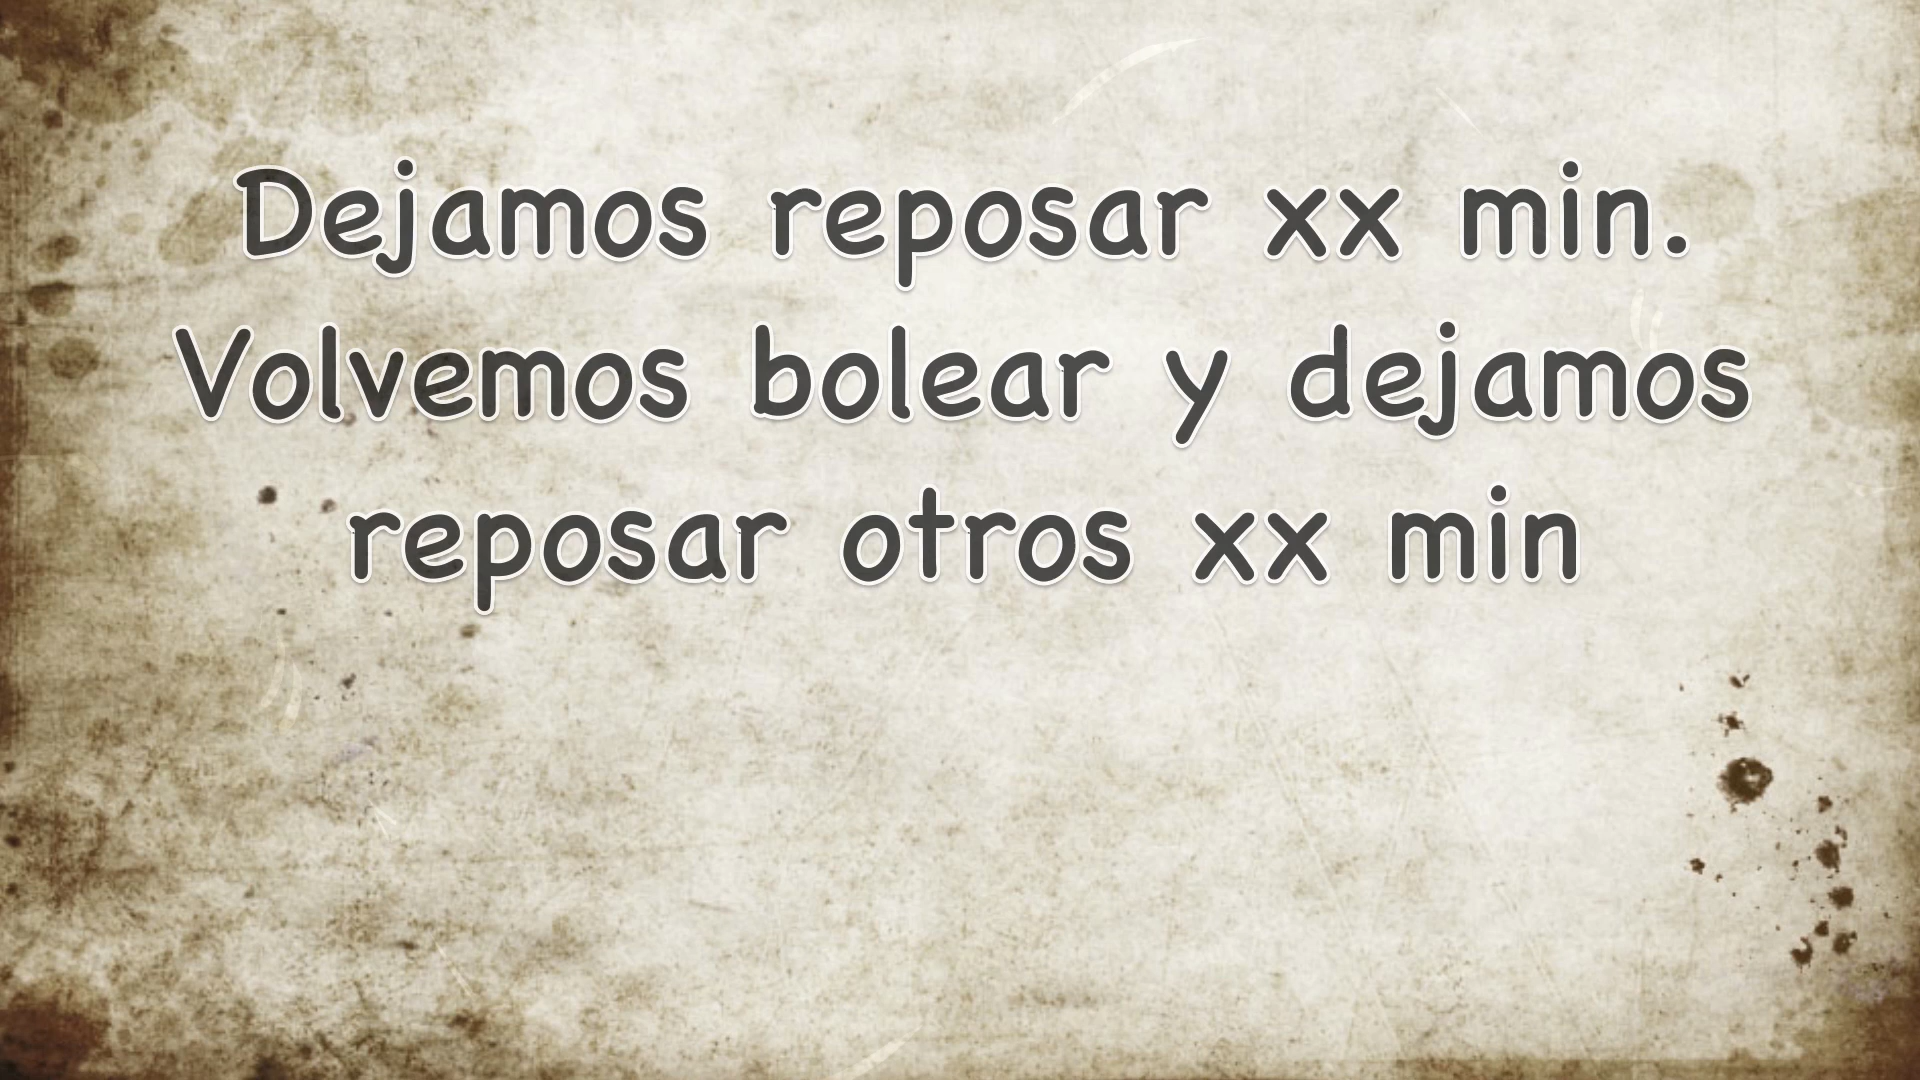 Dejamos reposar xx min.
Volvemos bolear y dejamos
reposar otros xx min